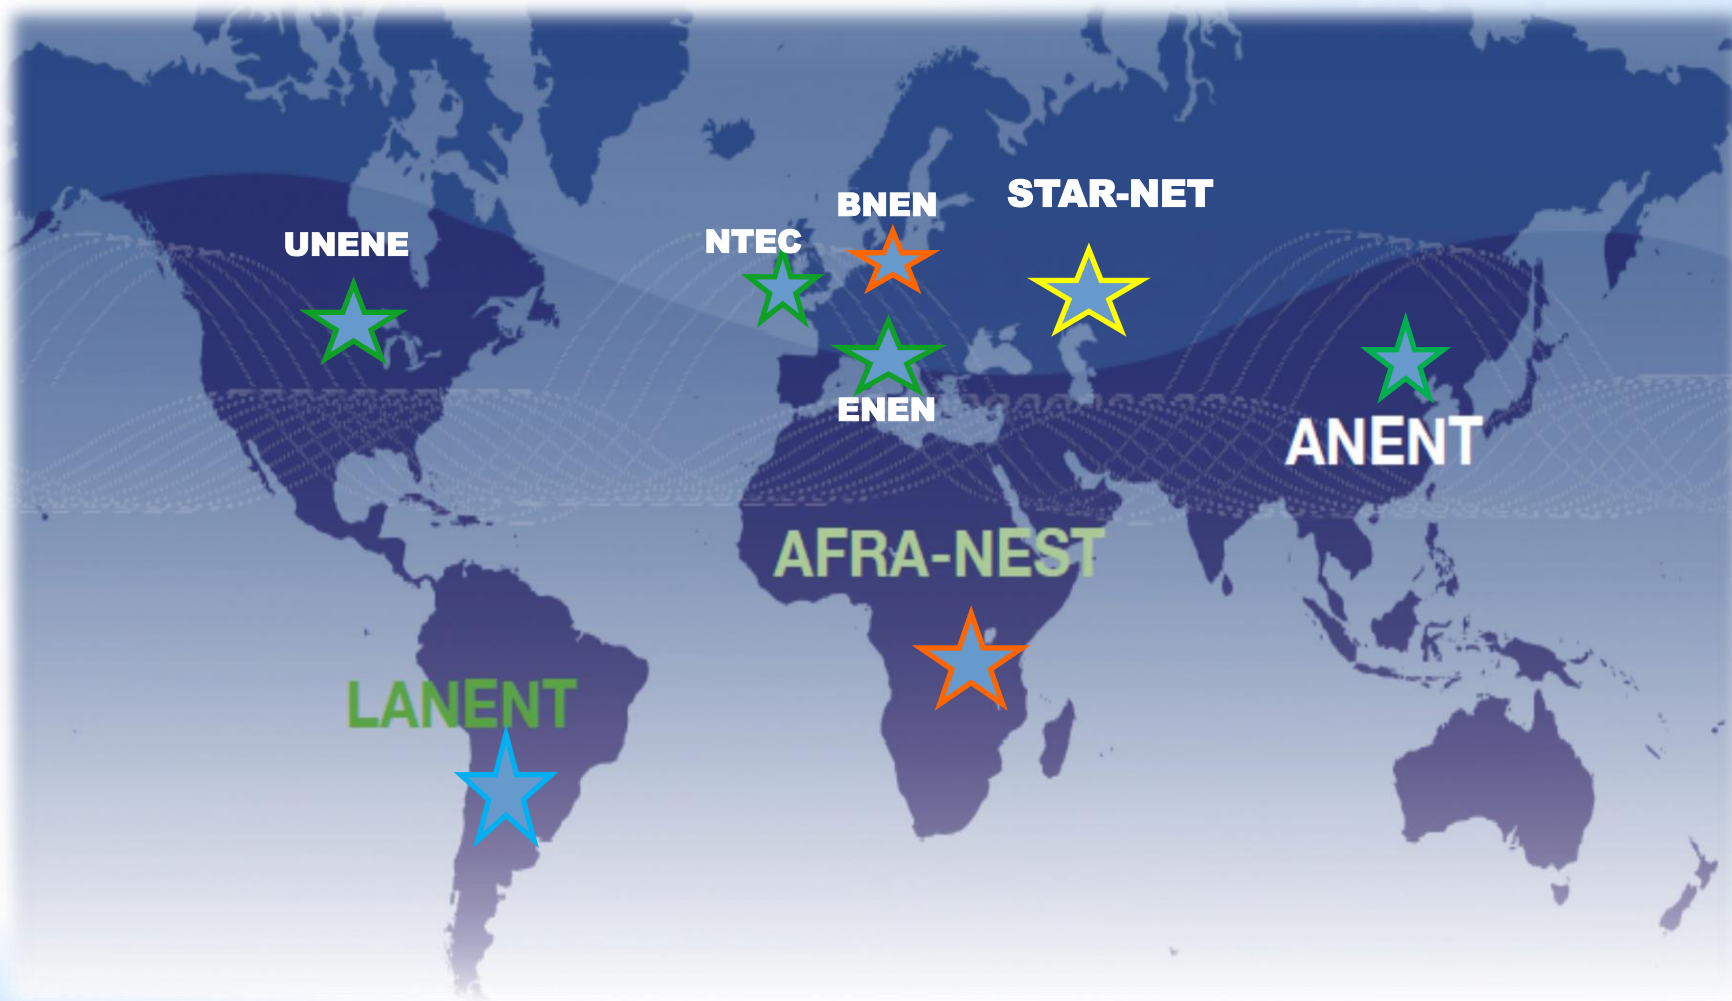 STAR-NET
BNEN
UNENE
NTEC
ENEN
ANENT
AFRA-NEST
LANENT